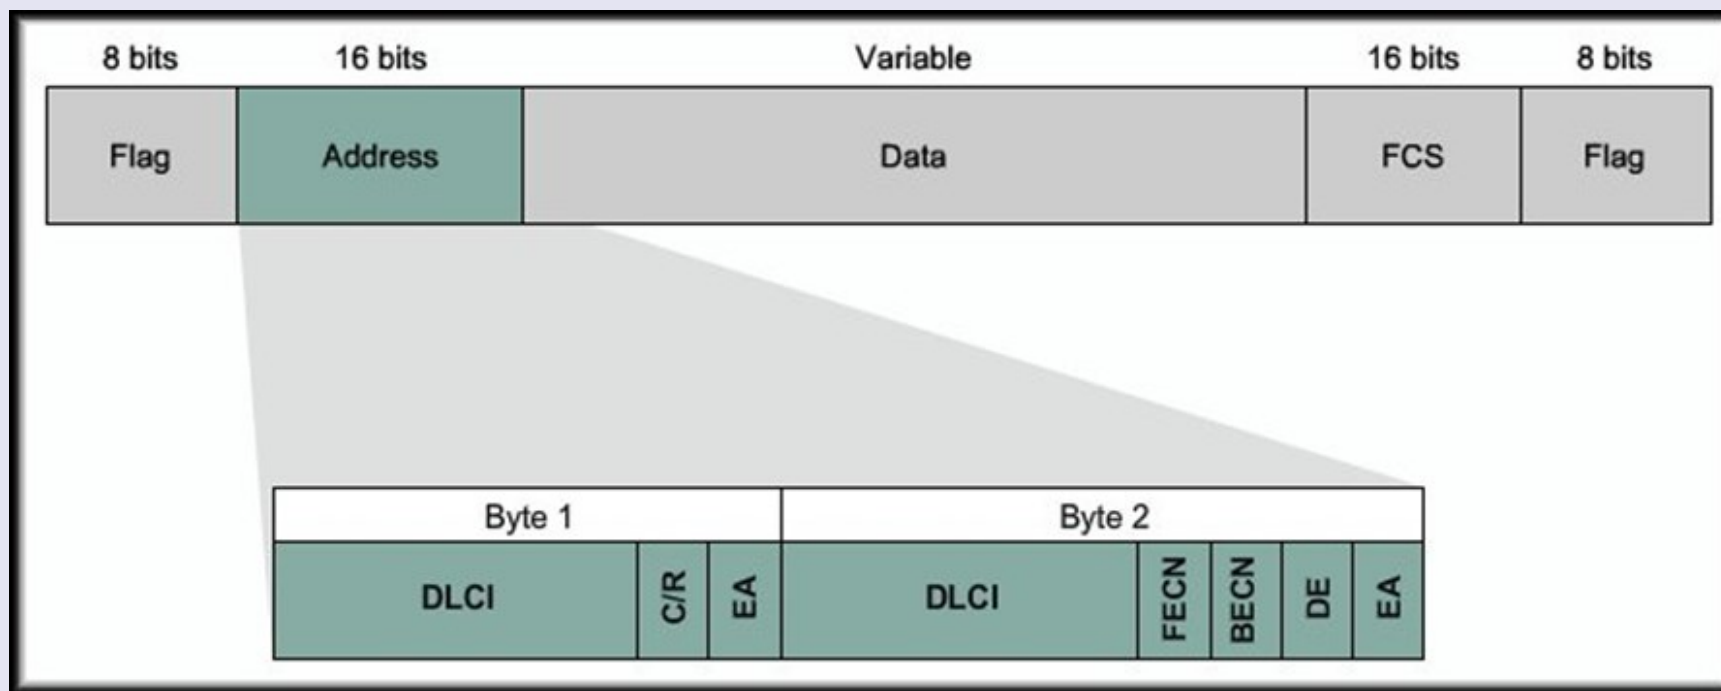 8 bits 16 bits Variable 16 bits 8 bits
Flag Address Data FCS Flag
Byte 1 Byte 2
DLCI C/R EA DLCI FECN BECN DE EA